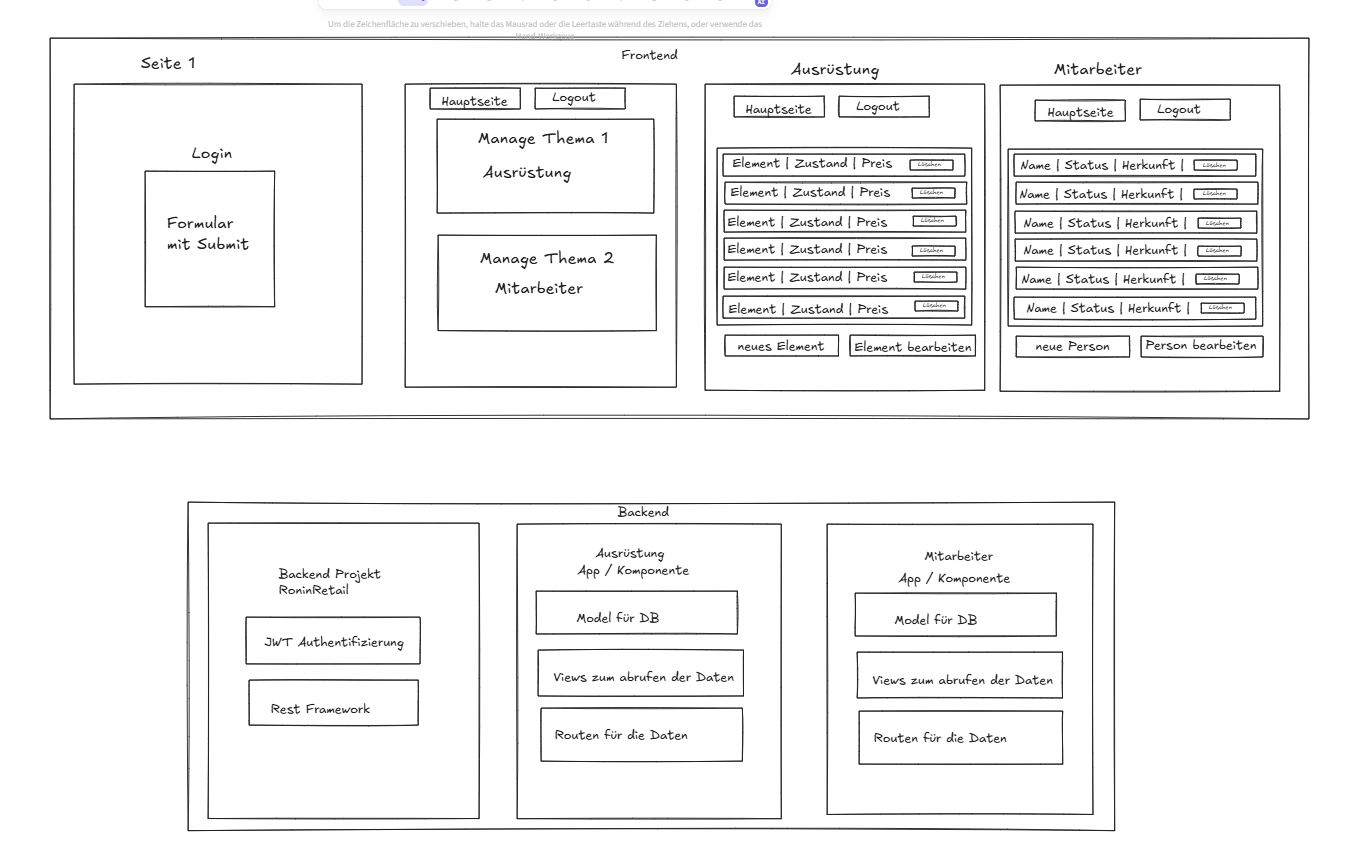 AI
Um die Zeichenfläche zu verschieben, halte das Mausrad oder die Leertaste während des Ziehens, oder verwende das
Hand-Werkzeug
Frontend
Seite 1
Login
Formular
mit Submit
Hauptseite
Logout
Manage Thema 1
Ausrüstung
Manage Thema 2
Mitarbeiter
Ausrüstung
Hauptseite
Logout
Element | Zustand | Preis Löschen
Element | Zustand | Preis Löschen
Element | Zustand | Preis Löschen
Element | Zustand | Preis Löschen
Element | Zustand | Preis Löschen
Element | Zustand | Preis Löschen
neues Element
Element bearbeiten
Mitarbeiter
Hauptseite
Logout
Name | Status | Herkunft | Löschen
Name | Status | Herkunft | Löschen
Name | Status | Herkunft | Löschen
Name | Status | Herkunft | Löschen
Name | Status | Herkunft | Löschen
Name | Status | Herkunft | Löschen
neue Person
Person bearbeiten
Backend
Backend Projekt
RoninRetail
JWT Authentifizierung
Rest Framework
Ausrüstung
App / Komponente
Model für DB
Views zum abrufen der Daten
Routen für die Daten
Mitarbeiter
App / Komponente
Model für DB
Views zum abrufen der Daten
Routen für die Daten